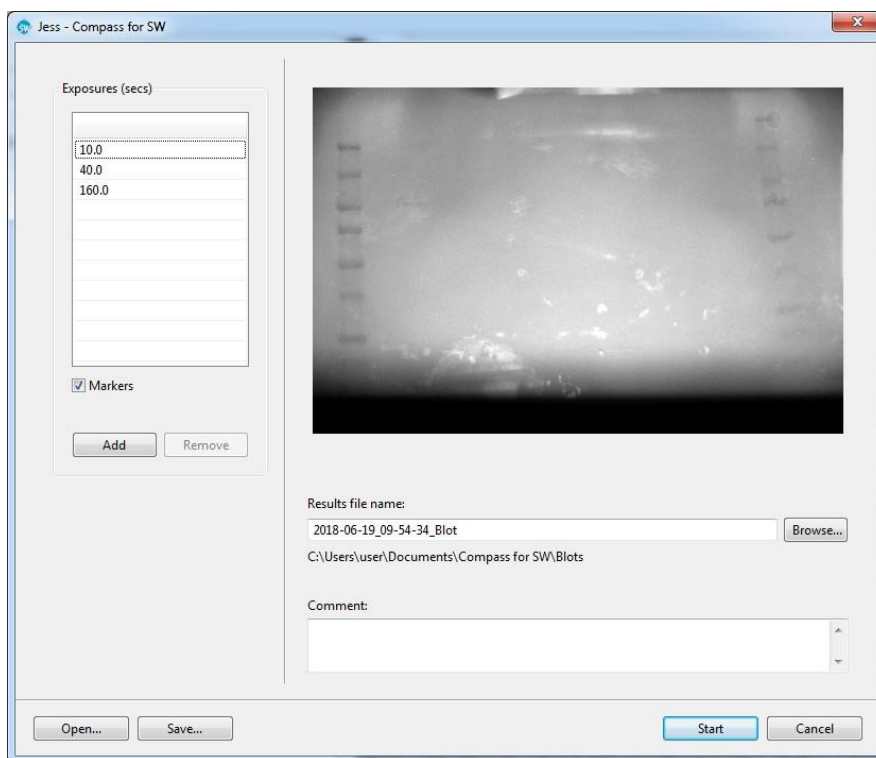 Jess - Compass for SW
Exposures (secs)
10.0
40.0
160.0
Markers
Add
Remove
Results file name:
2018-06-19_09-54-34_Blot
Browse...
C:\Users\user\Documents\Compass for SW\Blots
Comment:
Open...
Save...
Start
Cancel